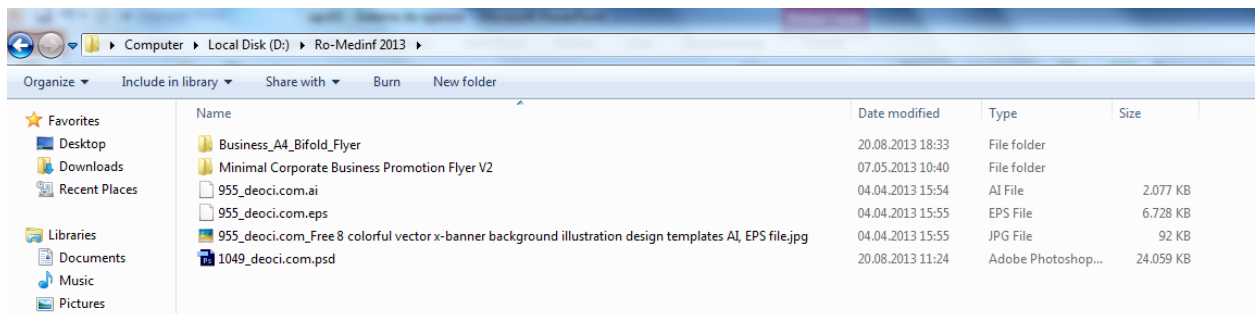 Computer ▸ Local Disk (D:) ▸ Ro-Medinf 2013 ▸
Organize ▾ Include in library ▾ Share with ▾ Burn New folder
Favorites
Desktop
Downloads
Recent Places
Libraries
Documents
Music
Pictures
Name Date modified Type Size
Business_A4_Bifold_Flyer 20.08.2013 18:33 File folder
Minimal Corporate Business Promotion Flyer V2 07.05.2013 10:40 File folder
955_deoci.com.ai 04.04.2013 15:54 AI File 2.077 KB
955_deoci.com.eps 04.04.2013 15:55 EPS File 6.728 KB
955_deoci.com_Free 8 colorful vector x-banner background illustration design templates AI, EPS file.jpg 04.04.2013 15:55 JPG File 92 KB
1049_deoci.com.psd 20.08.2013 11:24 Adobe Photoshop... 24.059 KB